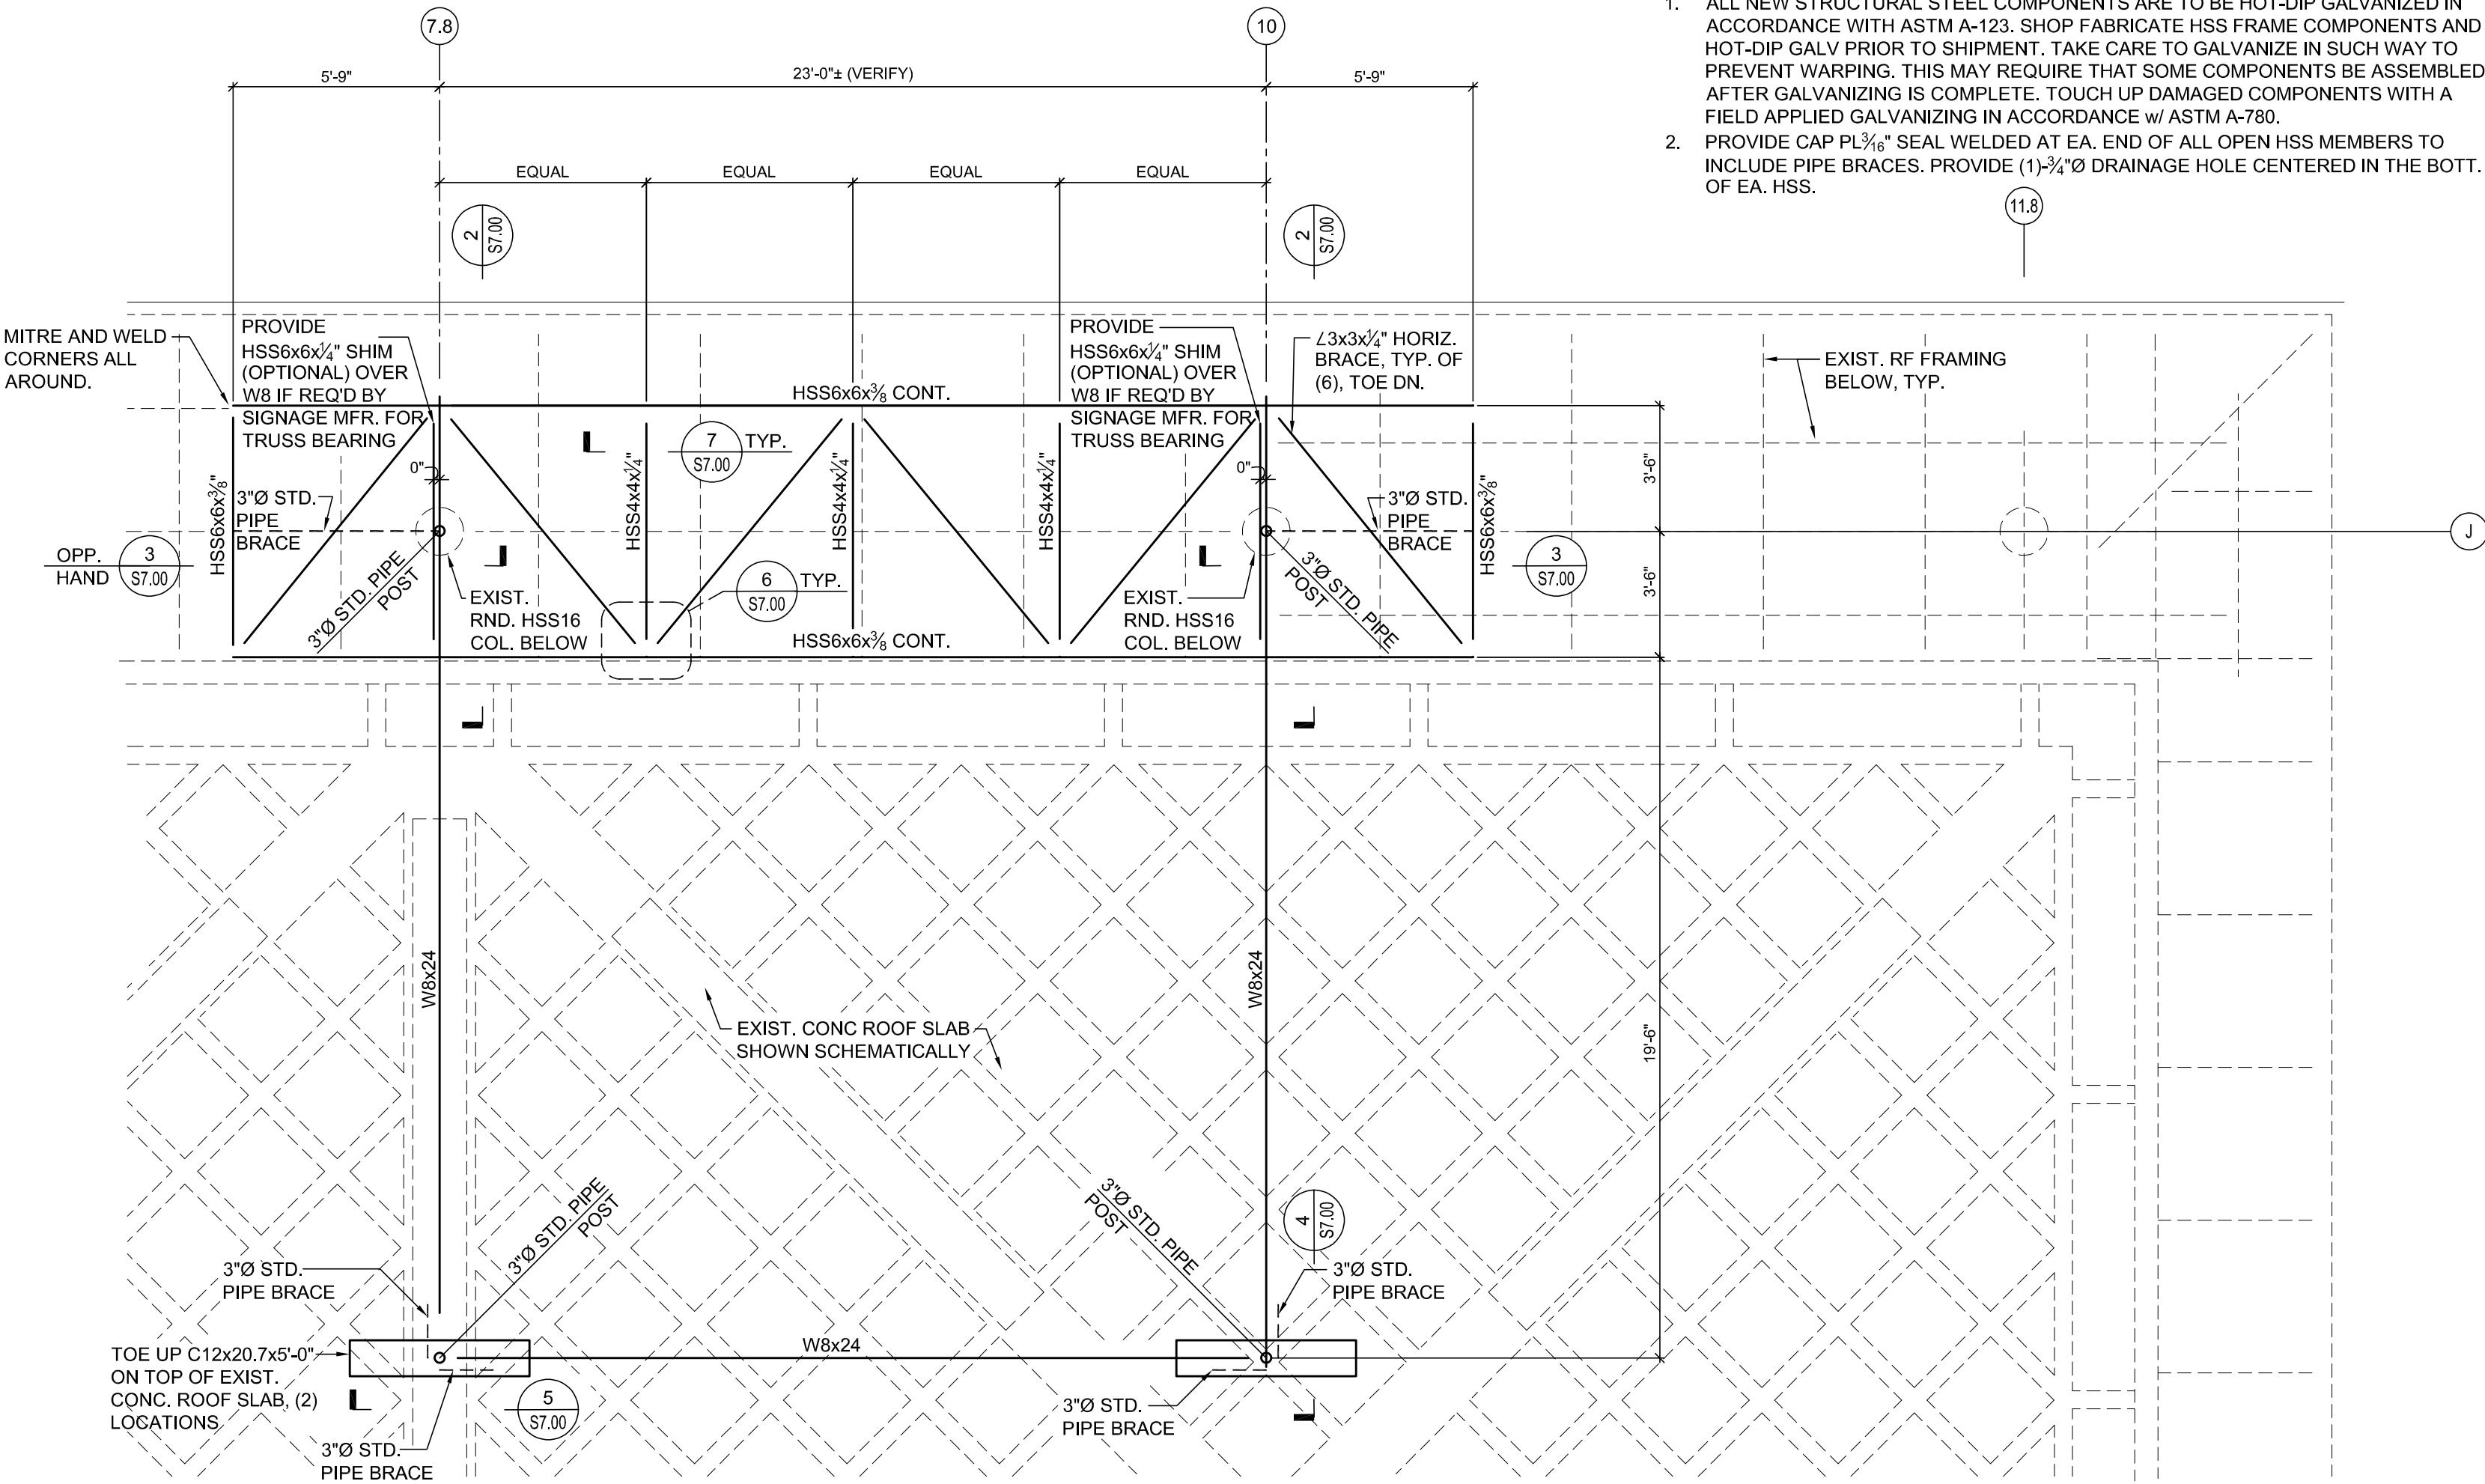 1. ALL NEW STRUCTURAL STEEL COMPONENTS ARE TO BE HOT-DIP GALVANIZED IN
ACCORDANCE WITH ASTM A-123. SHOP FABRICATE HSS FRAME COMPONENTS AND
HOT-DIP GALV PRIOR TO SHIPMENT. TAKE CARE TO GALVANIZE IN SUCH WAY TO
PREVENT WARPING. THIS MAY REQUIRE THAT SOME COMPONENTS BE ASSEMBLED
AFTER GALVANIZING IS COMPLETE. TOUCH UP DAMAGED COMPONENTS WITH A
FIELD APPLIED GALVANIZING IN ACCORDANCE w/ ASTM A-780.
2. PROVIDE CAP PL3/16" SEAL WELDED AT EA. END OF ALL OPEN HSS MEMBERS TO
INCLUDE PIPE BRACES. PROVIDE (1)-3/4"Ø DRAINAGE HOLE CENTERED IN THE BOTT.
OF EA. HSS.
7.8
10
11.8
5'-9"
23'-0"± (VERIFY)
5'-9"
EQUAL
EQUAL
EQUAL
EQUAL
2
S7.00
2
S7.00
MITRE AND WELD
CORNERS ALL
AROUND.
PROVIDE
HSS6x6x1/4" SHIM
(OPTIONAL) OVER
W8 IF REQ'D BY
SIGNAGE MFR. FOR
TRUSS BEARING
PROVIDE
HSS6x6x1/4" SHIM
(OPTIONAL) OVER
W8 IF REQ'D BY
SIGNAGE MFR. FOR
TRUSS BEARING
∠3x3x1/4" HORIZ.
BRACE, TYP. OF
(6), TOE DN.
EXIST. RF FRAMING
BELOW, TYP.
HSS6x6x3/8 CONT.
7
S7.00
TYP.
0"
0"
HSS6x6x3/8"
3"Ø STD.
PIPE
BRACE
HSS4x4x1/4"
HSS4x4x1/4"
HSS4x4x1/4"
3"Ø STD.
PIPE
BRACE
HSS6x6x3/8"
3'-6"
3'-6"
J
OPP.
HAND
3
S7.00
3
S7.00
3"Ø STD. PIPE
POST
EXIST.
RND. HSS16
COL. BELOW
6
S7.00
TYP.
EXIST.
RND. HSS16
COL. BELOW
3"Ø STD. PIPE
POST
HSS6x6x3/8 CONT.
W8x24
W8x24
19'-6"
EXIST. CONC ROOF SLAB
SHOWN SCHEMATICALLY
3"Ø STD. PIPE
POST
3"Ø STD. PIPE
POST
4
S7.00
3"Ø STD.
PIPE BRACE
3"Ø STD.
PIPE BRACE
TOE UP C12x20.7x5'-0"
ON TOP OF EXIST.
CONC. ROOF SLAB, (2)
LOCATIONS
W8x24
5
S7.00
3"Ø STD.
PIPE BRACE
3"Ø STD.
PIPE BRACE